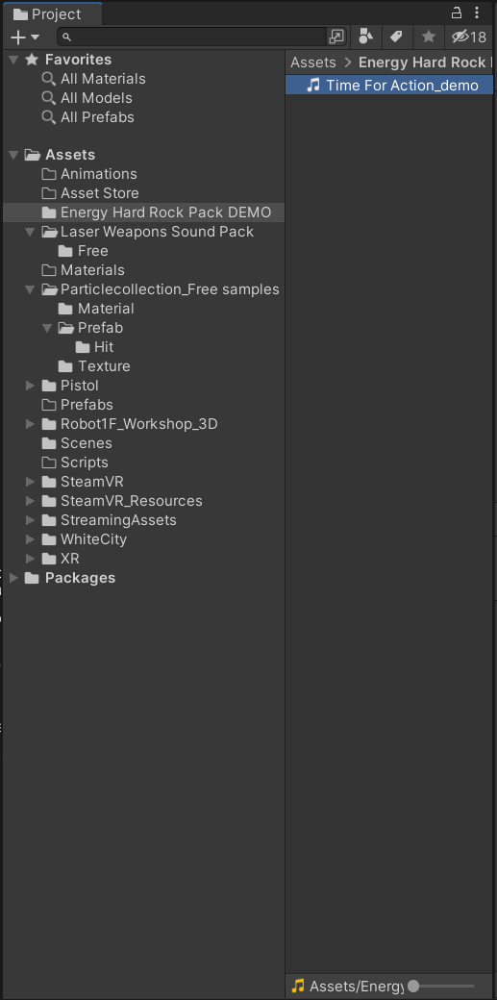 Project
18
Favorites
All Materials
All Models
All Prefabs
Assets
Animations
Asset Store
Energy Hard Rock Pack DEMO
Laser Weapons Sound Pack
Free
Materials
Particlecollection_Free samples
Material
Prefab
Hit
Texture
Pistol
Prefabs
Robot1F_Workshop_3D
Scenes
Scripts
SteamVR
SteamVR_Resources
StreamingAssets
WhiteCity
XR
Packages
Assets > Energy Hard Rock
Time For Action_demo
Assets/Energy